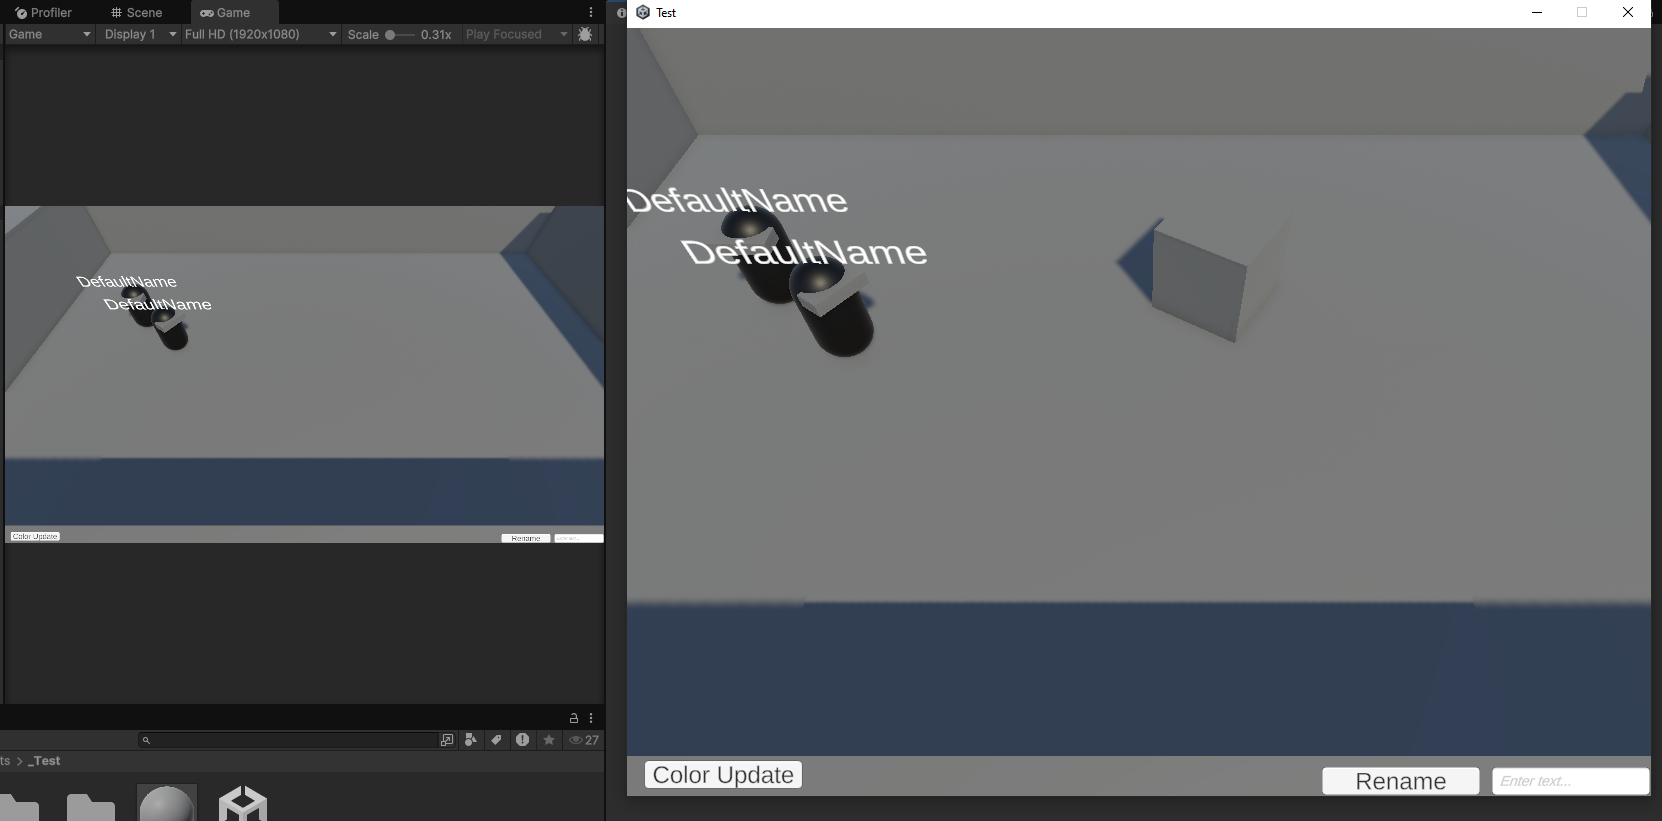 Profiler
Scene
Game
Game
Display 1
Full HD (1920x1080)
Scale
0.31x
Play Focused
DefaultName
DefaultName
Color Update
Rename
27
ts > _Test
Test
DefaultName
DefaultName
Color Update
Rename
Enter text...